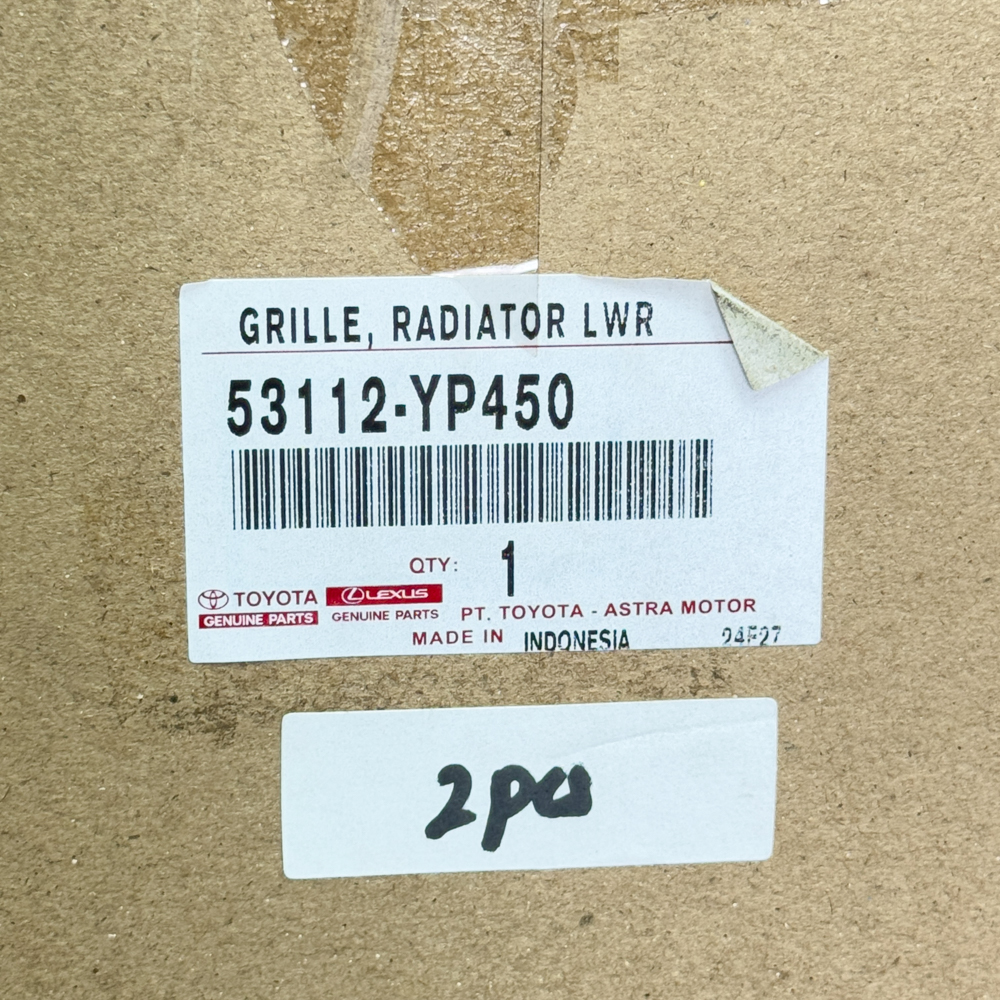 GRILLE, RADIATOR LWR
53112-YP450
QTY: 1
TOYOTA LEXUS
GENUINE PARTS GENUINE PARTS PT. TOYOTA - ASTRA MOTOR
MADE IN INDONESIA 24F27
2pcs